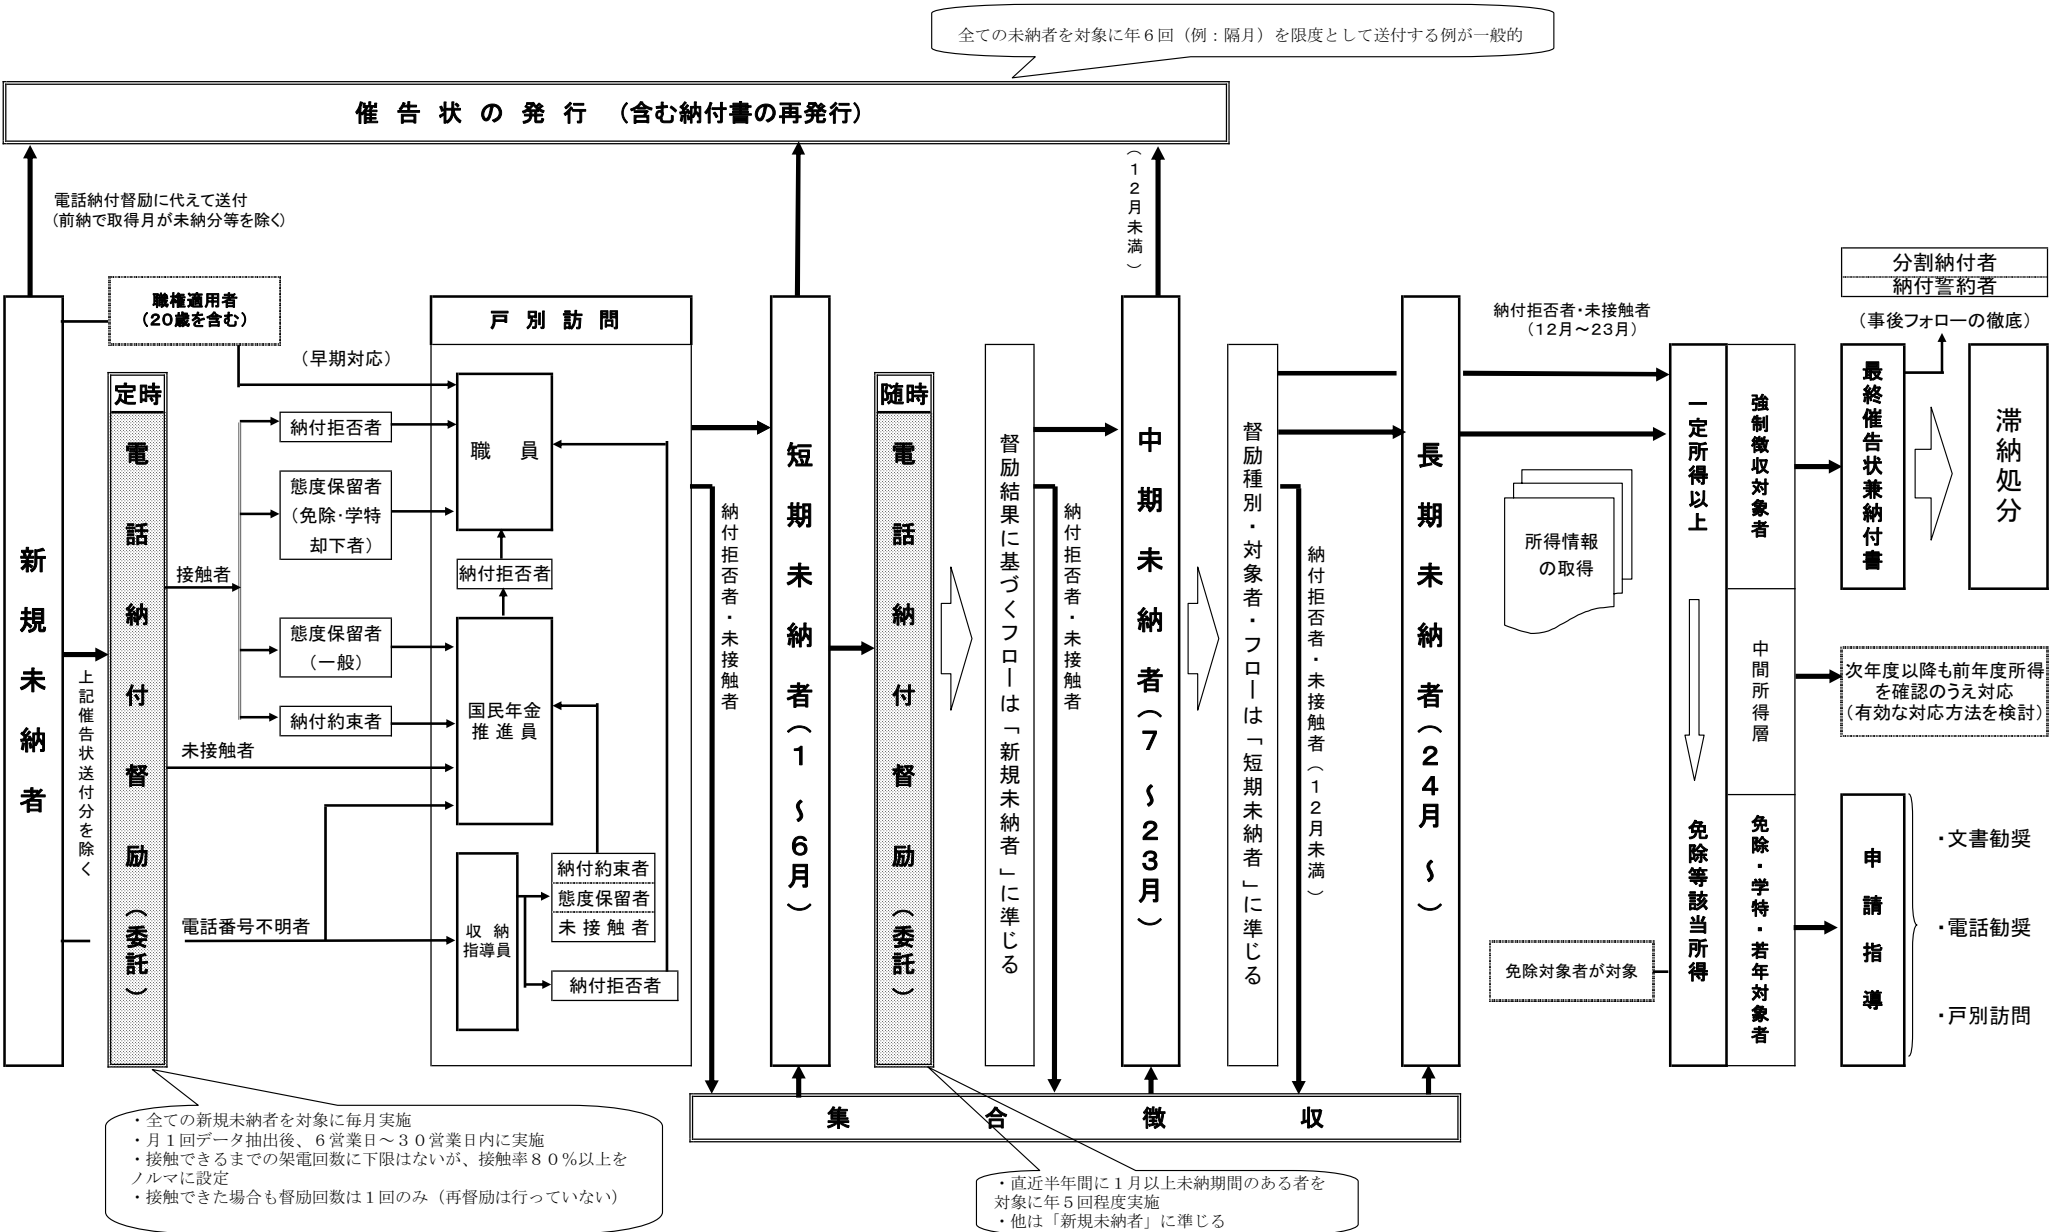 全ての未納者を対象に年６回（例：隔月）を限度として送付する例が一般的
催告状の発行（含む納付書の再発行）
電話納付督励に代えて送付
(前納で取得月が未納分等を除く)
（１２月未満）
新規未納者
職権適用者
（20歳を含む）
上記催告状送付分を除く
定時
電話納付督励（委託）
接触者
未接触者
電話番号不明者
（早期対応）
納付拒否者
態度保留者
（免除・学特
却下者）
態度保留者
（一般）
納付約束者
戸別訪問
職員
納付拒否者
国民年金
推進員
収納
指導員
納付約束者
態度保留者
未接触者
納付拒否者
納付拒否者・未接触者
短期未納者（１～６月）
随時
電話納付督励（委託）
督励結果に基づくフローは「新規未納者」に準じる
納付拒否者・未接触者
中期未納者（７～２３月）
督励種別・対象者・フローは「短期未納者」に準じる
納付拒否者・未接触者（１２月未満）
長期未納者（２４月～）
納付拒否者・未接触者
（12月～23月）
所得情報
の取得
免除対象者が対象
一定所得以上
免除等該当所得
強制徴収対象者
中間所得層
免除・学特・若年対象者
分割納付者
納付誓約者
（事後フォローの徹底）
最終催告状兼納付書
滞納処分
次年度以降も前年度所得
を確認のうえ対応
（有効な対応方法を検討）
申請指導
・文書勧奨
・電話勧奨
・戸別訪問
集合徴収
・全ての新規未納者を対象に毎月実施
・月１回データ抽出後、６営業日～３０営業日内に実施
・接触できるまでの架電回数に下限はないが、接触率８０％以上を
ノルマに設定
・接触できた場合も督励回数は１回のみ（再督励は行っていない）
・直近半年間に１月以上未納期間のある者を
対象に年５回程度実施
・他は「新規未納者」に準じる